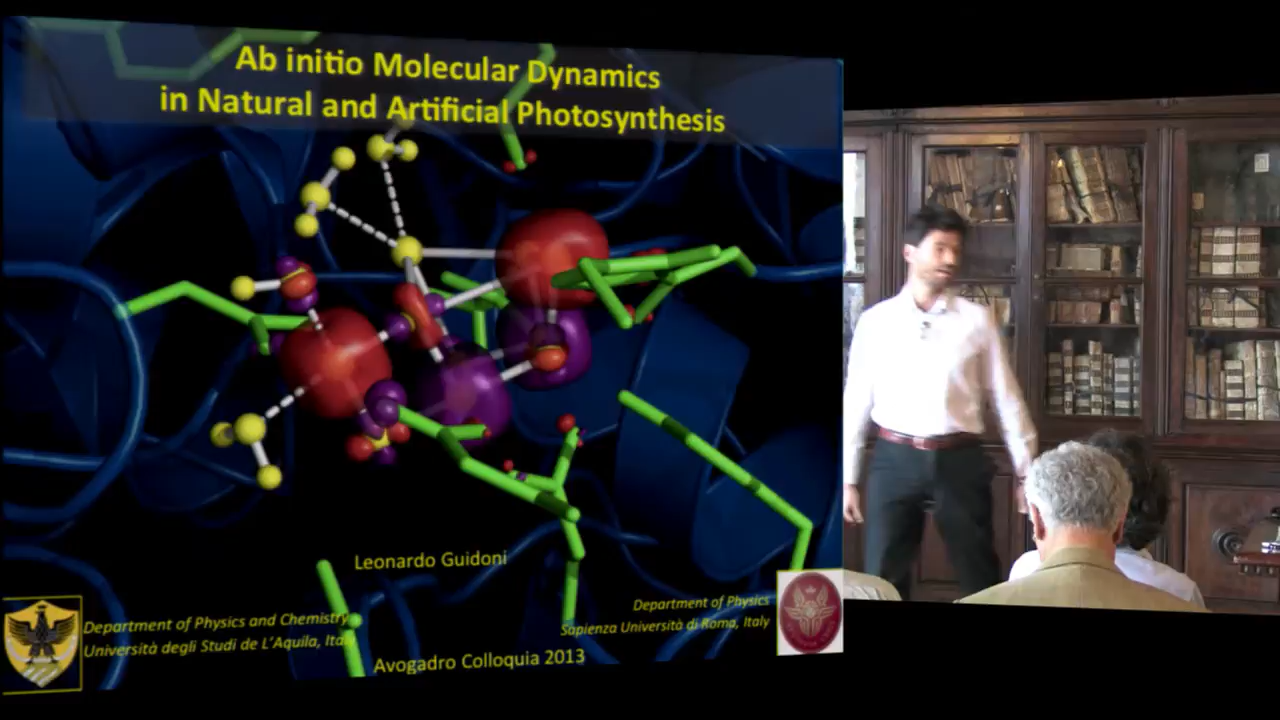 Ab initio Molecular Dynamics
in Natural and Artificial Photosynthesis
Leonardo Guidoni
Department of Physics and Chemistry
Università degli Studi de L'Aquila, Italy
Department of Physics
Sapienza Università di Roma, Italy
Avogadro Colloquia 2013